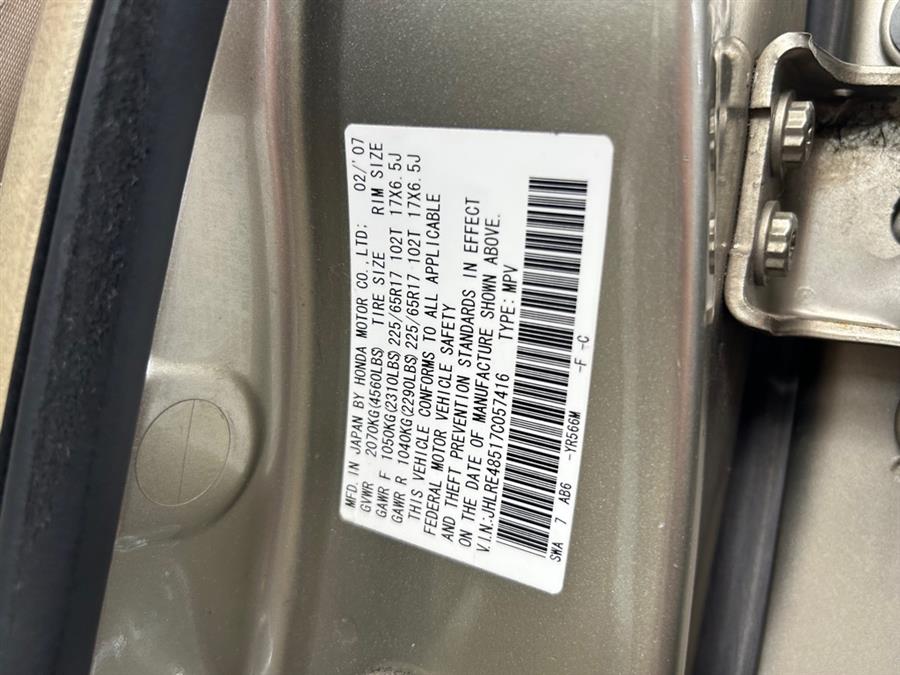 MFD. IN JAPAN BY HONDA MOTOR CO., LTD: 02/'07
GVWR 2070KG(4560LBS) TIRE SIZE RIM SIZE
GAWR F 1050KG(2310LBS) 225/65R17 102T 17X6.5J
GAWR R 1040KG(2290LBS) 225/65R17 102T 17X6.5J
THIS VEHICLE CONFORMS TO ALL APPLICABLE
FEDERAL MOTOR VEHICLE SAFETY
AND THEFT PREVENTION STANDARDS IN EFFECT
ON THE DATE OF MANUFACTURE SHOWN ABOVE.
V.I.N.:JHLRE48517C057416 TYPE: MPV
SWA 7 AB6 -YR566M -F -C